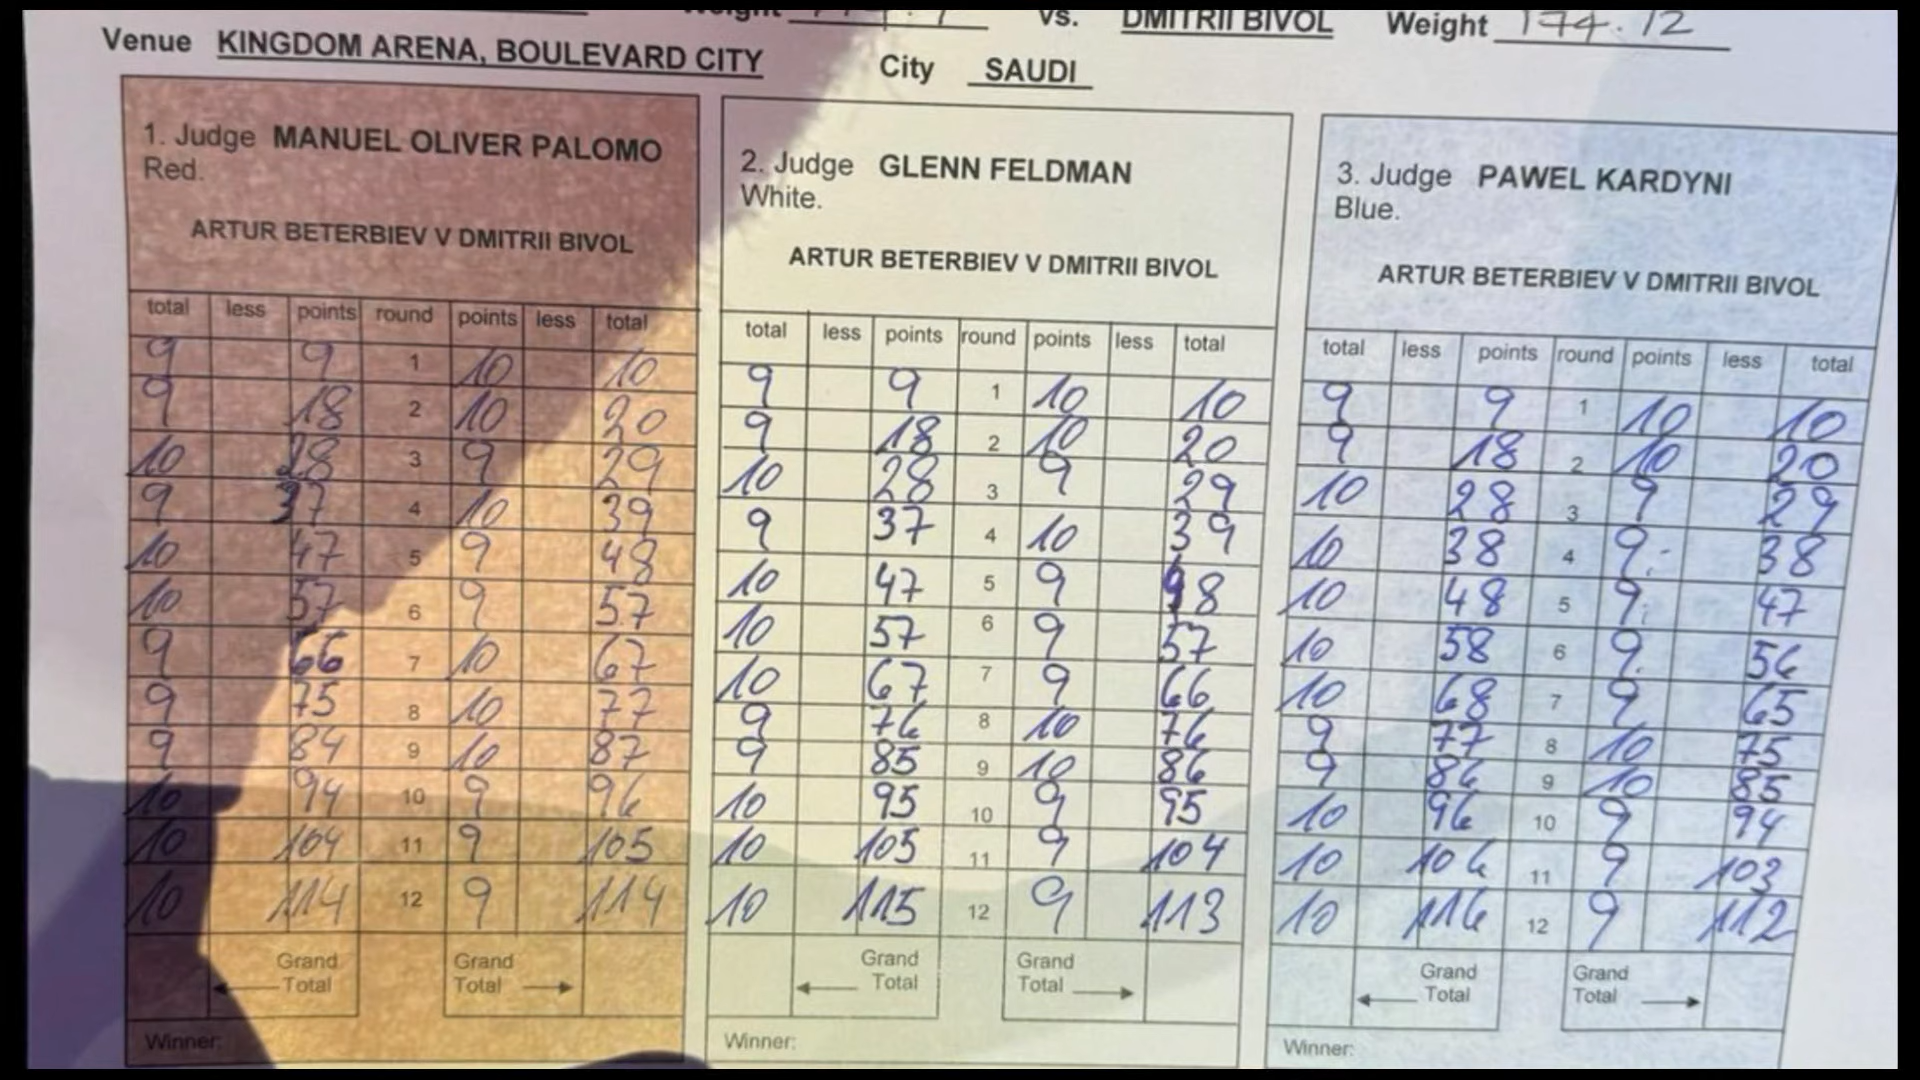 Weight vs. DMITRII BIVOL Weight 174.12
Venue KINGDOM ARENA, BOULEVARD CITY City SAUDI
1. Judge MANUEL OLIVER PALOMO
Red.
ARTUR BETERBIEV V DMITRII BIVOL
total less points round points less total
9 9 1 10 10
9 18 2 10 20
10 28 3 9 29
9 37 4 10 39
10 47 5 9 48
10 57 6 9 57
9 66 7 10 67
9 75 8 10 77
9 84 9 10 87
10 94 10 9 96
10 104 11 9 105
10 114 12 9 114
Grand Total Grand Total
Winner:
2. Judge GLENN FELDMAN
White.
ARTUR BETERBIEV V DMITRII BIVOL
total less points round points less total
9 9 1 10 10
9 18 2 10 20
10 28 3 9 29
9 37 4 10 39
10 47 5 9 48
10 57 6 9 57
10 67 7 9 66
9 76 8 10 76
9 85 9 10 86
10 95 10 9 95
10 105 11 9 104
10 115 12 9 113
Grand Total Grand Total
Winner:
3. Judge PAWEL KARDYNI
Blue.
ARTUR BETERBIEV V DMITRII BIVOL
total less points round points less total
9 9 1 10 10
9 18 2 10 20
10 28 3 9 29
10 38 4 9 38
10 48 5 9 47
10 58 6 9 56
10 68 7 9 65
9 77 8 10 75
9 86 9 10 85
10 96 10 9 94
10 106 11 9 103
10 116 12 9 112
Grand Total Grand Total
Winner: